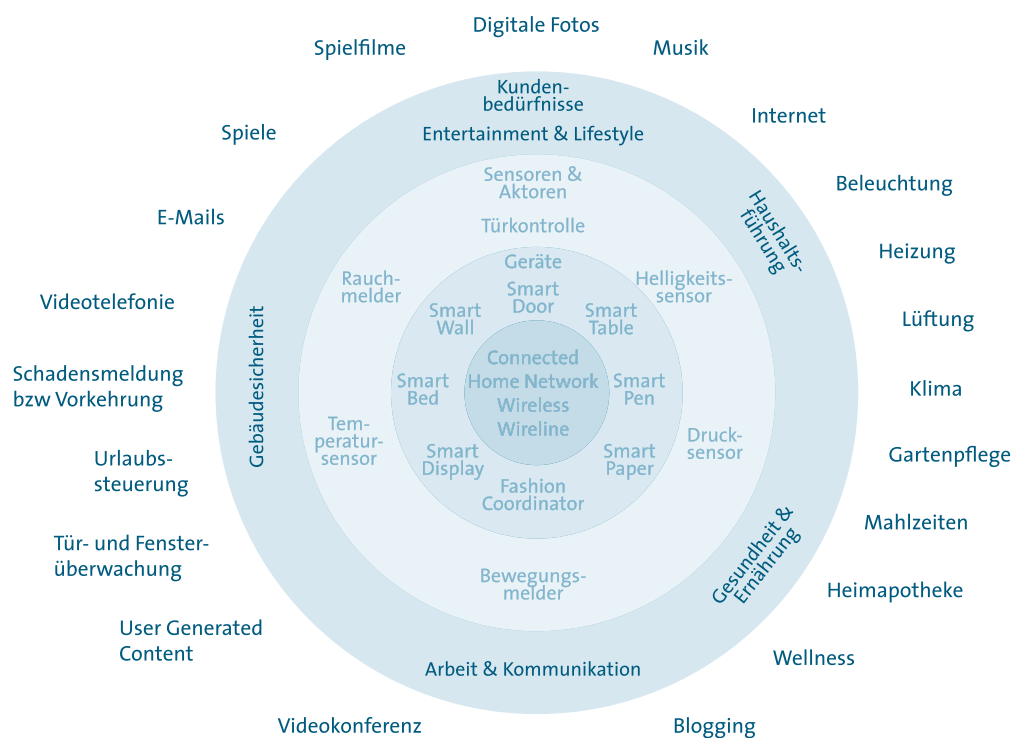 Digitale Fotos
Spielfilme
Musik
Kunden-
bedürfnisse
Entertainment & Lifestyle
Internet
Spiele
Sensoren &
Aktoren
Beleuchtung
Haushalts-
führung
E-Mails
Türkontrolle
Heizung
Geräte
Rauch-
melder
Helligkeits-
sensor
Smart
Door
Videotelefonie
Smart
Wall
Smart
Table
Lüftung
Gebäudesicherheit
Connected
Home Network
Wireless
Wireline
Schadensmeldung
bzw Vorkehrung
Smart
Bed
Smart
Pen
Klima
Tem-
peratur-
sensor
Druck-
sensor
Smart
Display
Smart
Paper
Gartenpflege
Urlaubs-
steuerung
Fashion
Coordinator
Mahlzeiten
Gesundheit &
Ernährung
Tür- und Fenster-
überwachung
Bewegungs-
melder
Heimapotheke
User Generated
Content
Wellness
Arbeit & Kommunikation
Videokonferenz
Blogging